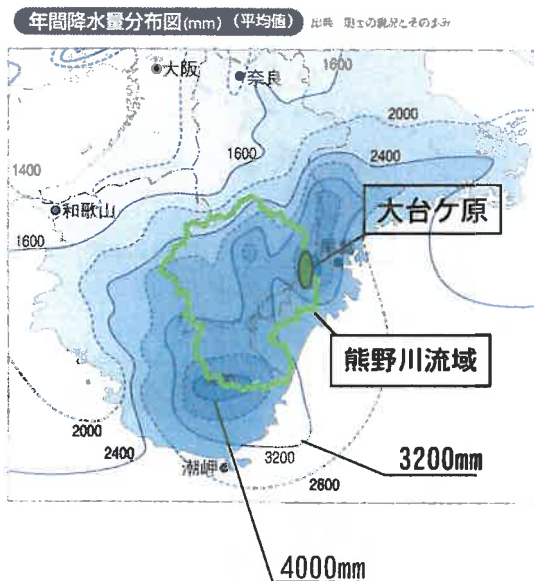 年間降水量分布図(mm)（平均値）
大阪
奈良
1600
2000
1600
2400
1400
和歌山
大台ケ原
1600
熊野川流域
2000
2400
3200
3200mm
潮岬
2800
4000mm